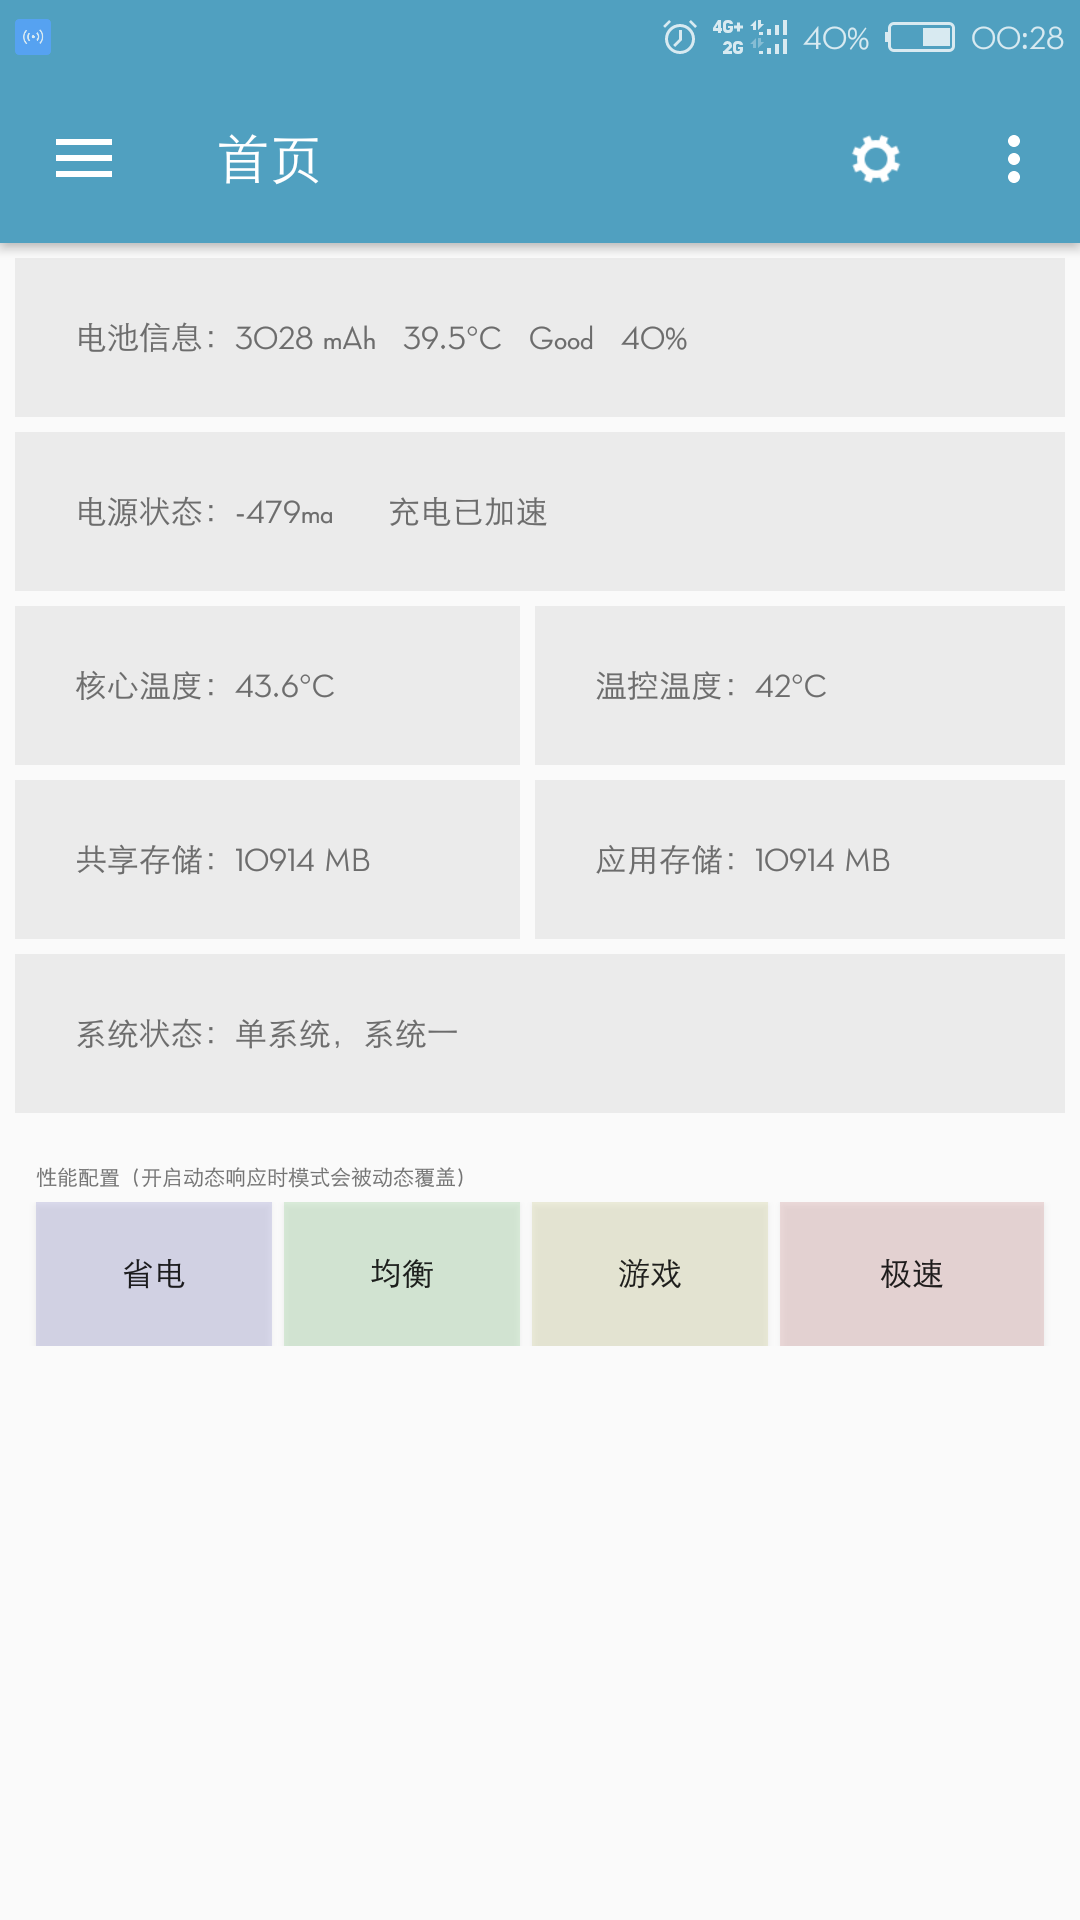 4G+ 2G 40% 00:28
首页
电池信息：3028 mAh 39.5°C Good 40%
电源状态：-479ma 充电已加速
核心温度：43.6°C
温控温度：42°C
共享存储：10914 MB
应用存储：10914 MB
系统状态：单系统，系统一
性能配置（开启动态响应时模式会被动态覆盖）
省电
均衡
游戏
极速